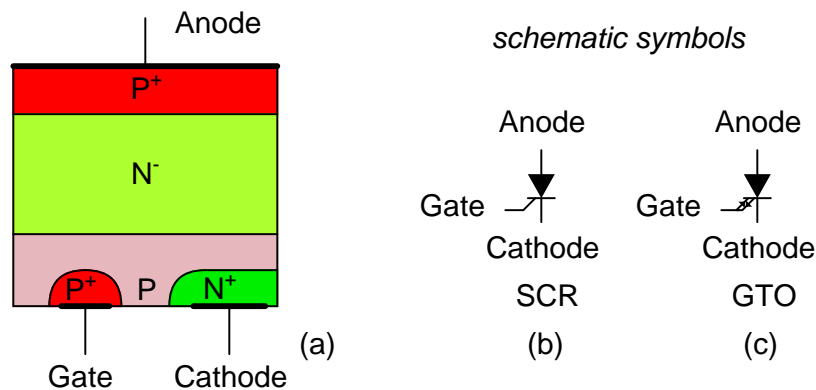 Anode
P+
N-
P+
P
N+
Gate
Cathode
(a)
schematic symbols
Anode
Gate
Cathode
SCR
(b)
Anode
Gate
Cathode
GTO
(c)